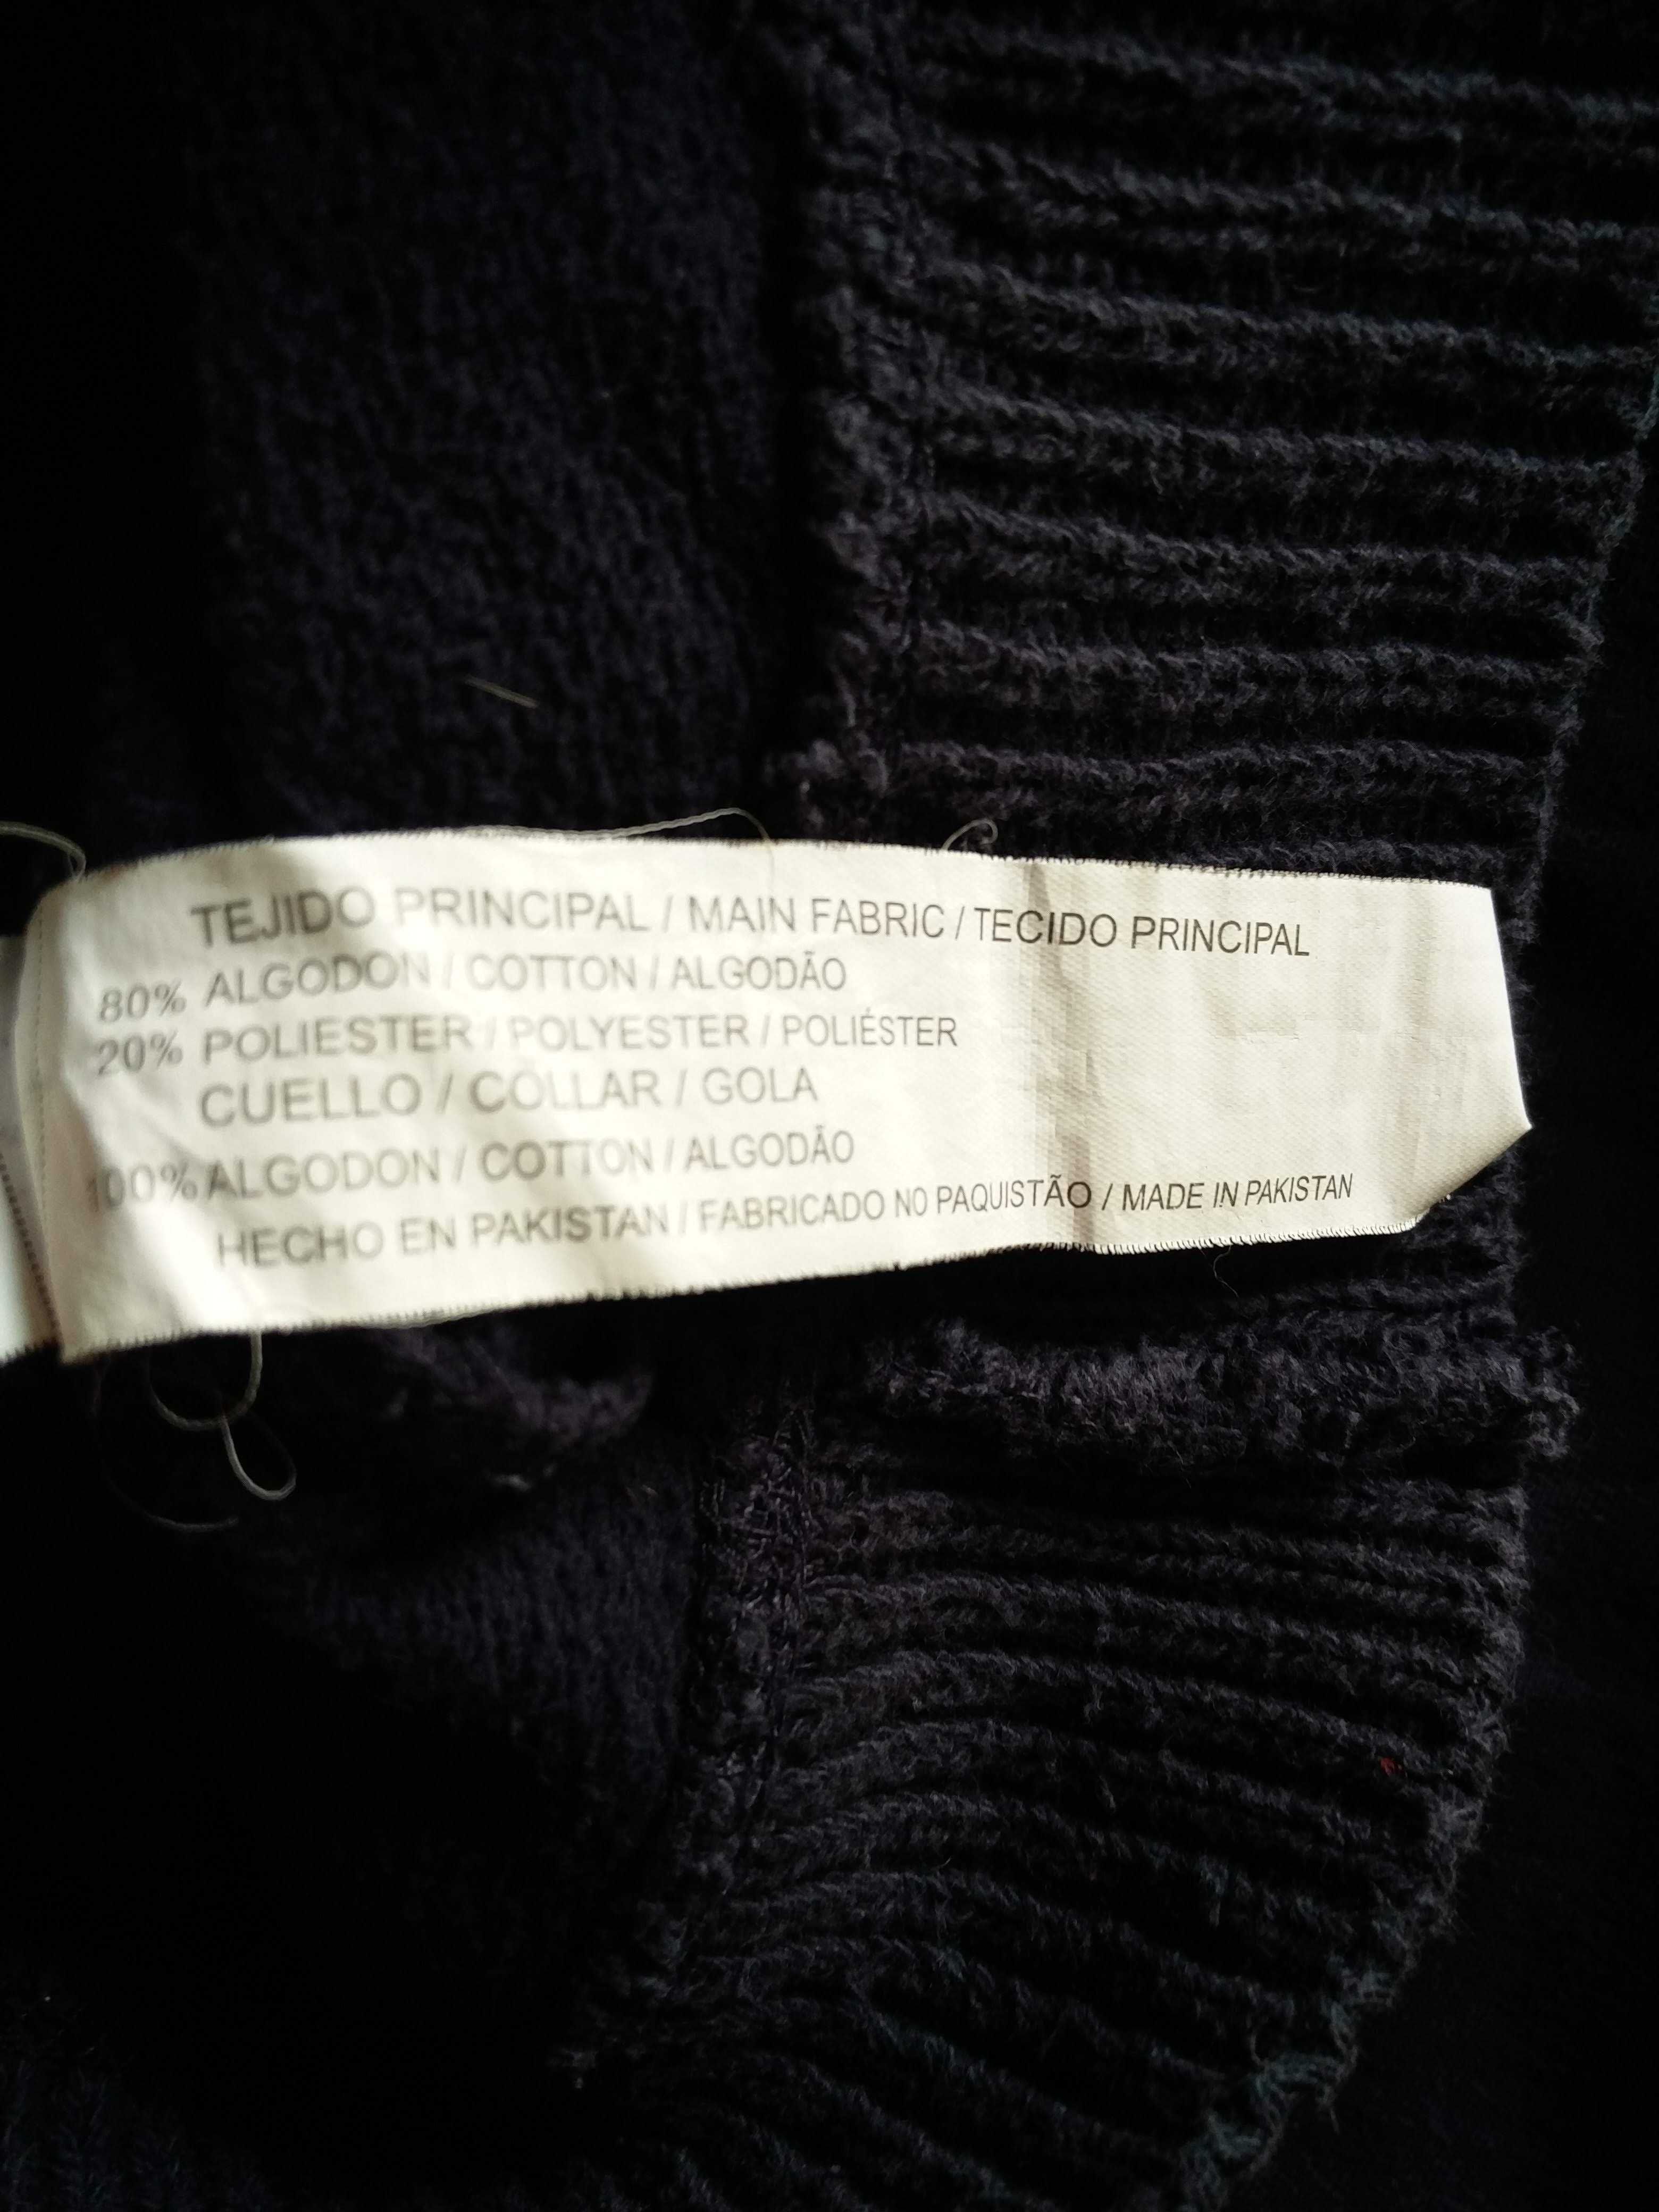 TEJIDO PRINCIPAL / MAIN FABRIC / TECIDO PRINCIPAL
80% ALGODON / COTTON / ALGODÃO
20% POLIESTER / POLYESTER / POLIÉSTER
CUELLO / COLLAR / GOLA
100% ALGODON / COTTON / ALGODÃO
HECHO EN PAKISTAN / FABRICADO NO PAQUISTÃO / MADE IN PAKISTAN